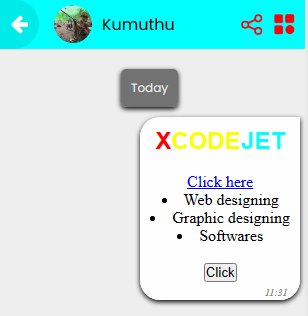 Kumuthu
Today
XCODEJET
Click here
Web designing
Graphic designing
Softwares
Click
11:31